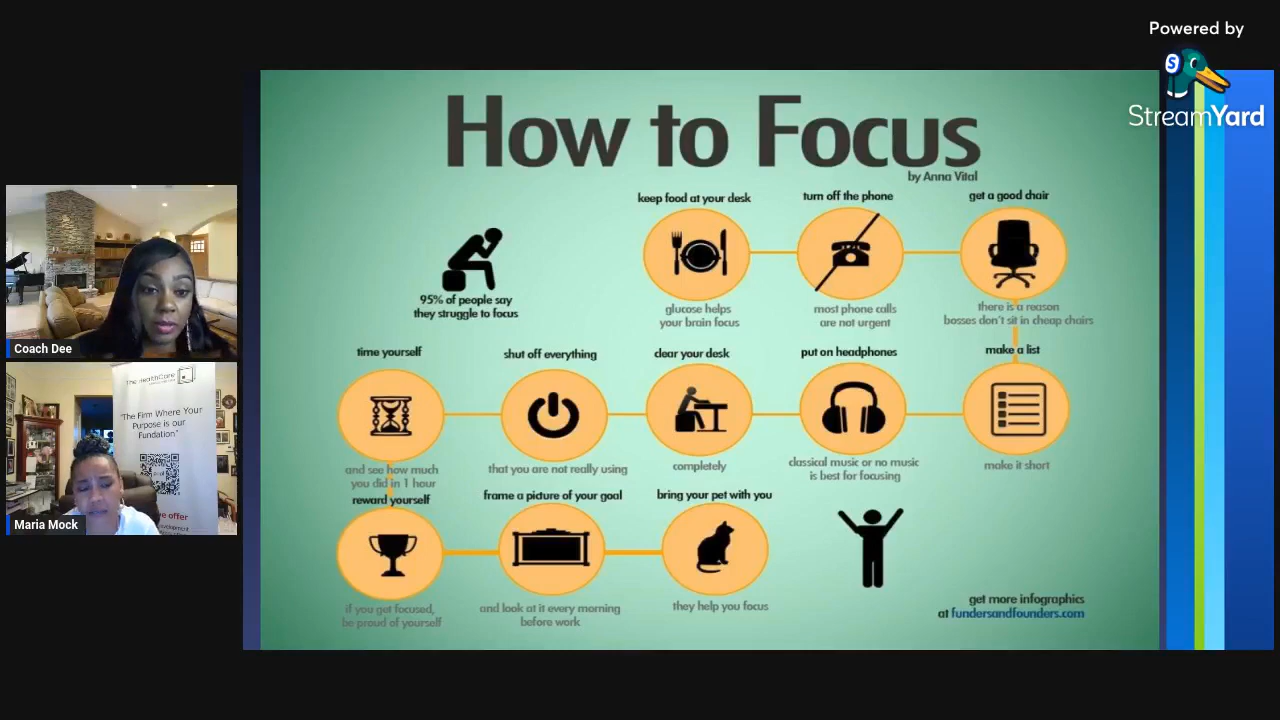 Powered by
StreamYard
How to Focus
by Anna Vital
keep food at your desk
turn off the phone
get a good chair
95% of people say
they struggle to focus
glucose helps
your brain focus
most phone calls
are not urgent
there is a reason
bosses don't sit in cheap chairs
time yourself
shut off everything
clear your desk
put on headphones
make a list
and see how much
you did in 1 hour
that you are not really using
completely
classical music or no music
is best for focusing
make it short
reward yourself
frame a picture of your goal
bring your pet with you
if you get focused,
be proud of yourself
and look at it every morning
before work
they help you focus
get more infographics
at fundersandfounders.com
Coach Dee
The HealthCare
"The Firm Where Your
Purpose is our
Fundation"
e offer
Maria Mock